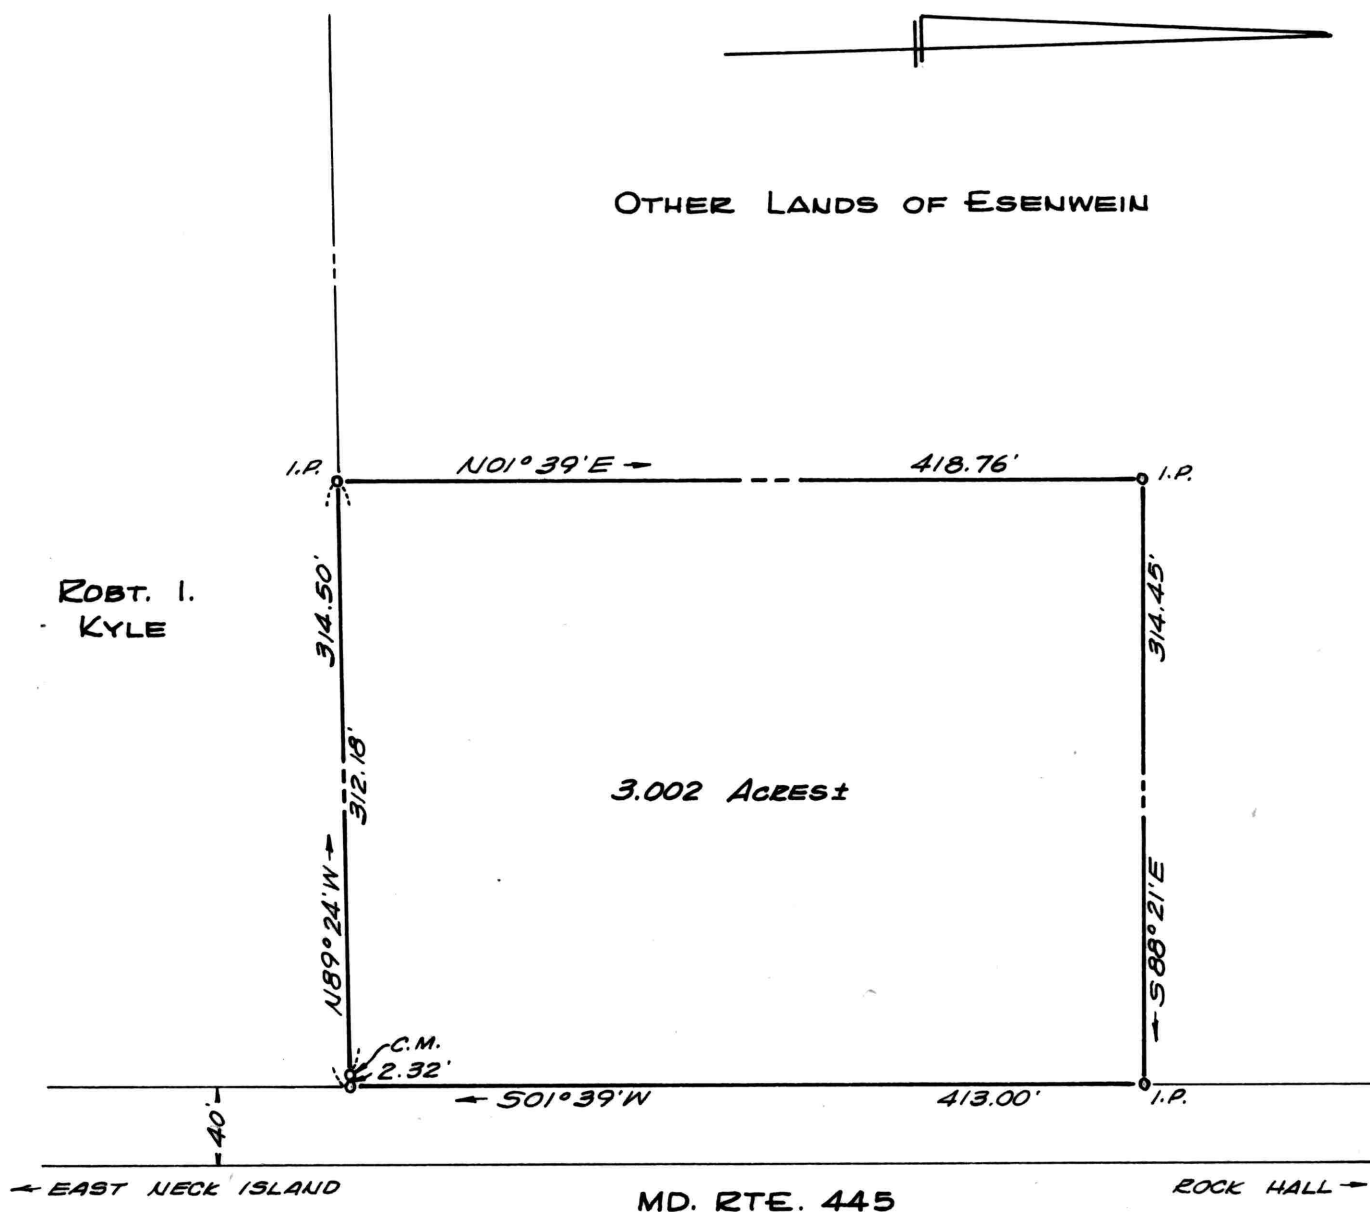 OTHER LANDS OF ESENWEIN
I.P.
N01°39'E →
418.76'
I.P.
ROBT. I.
KYLE
314.50'
312.18'
N89°24'W →
314.45'
← S88°21'E
3.002 ACRES±
C.M.
2.32'
← S01°39'W
413.00'
I.P.
40'
← EAST NECK ISLAND
MD. RTE. 445
ROCK HALL →